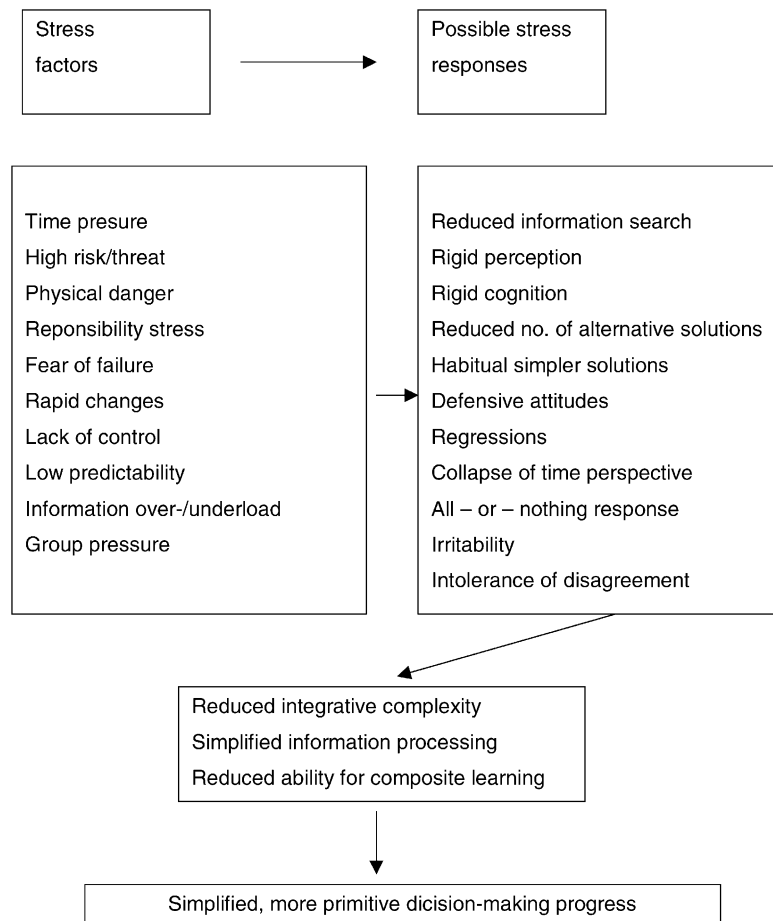 Stress
factors
Possible stress
responses
Time presure
High risk/threat
Physical danger
Reponsibility stress
Fear of failure
Rapid changes
Lack of control
Low predictability
Information over-/underload
Group pressure
Reduced information search
Rigid perception
Rigid cognition
Reduced no. of alternative solutions
Habitual simpler solutions
Defensive attitudes
Regressions
Collapse of time perspective
All – or – nothing response
Irritability
Intolerance of disagreement
Reduced integrative complexity
Simplified information processing
Reduced ability for composite learning
Simplified, more primitive dicision-making progress